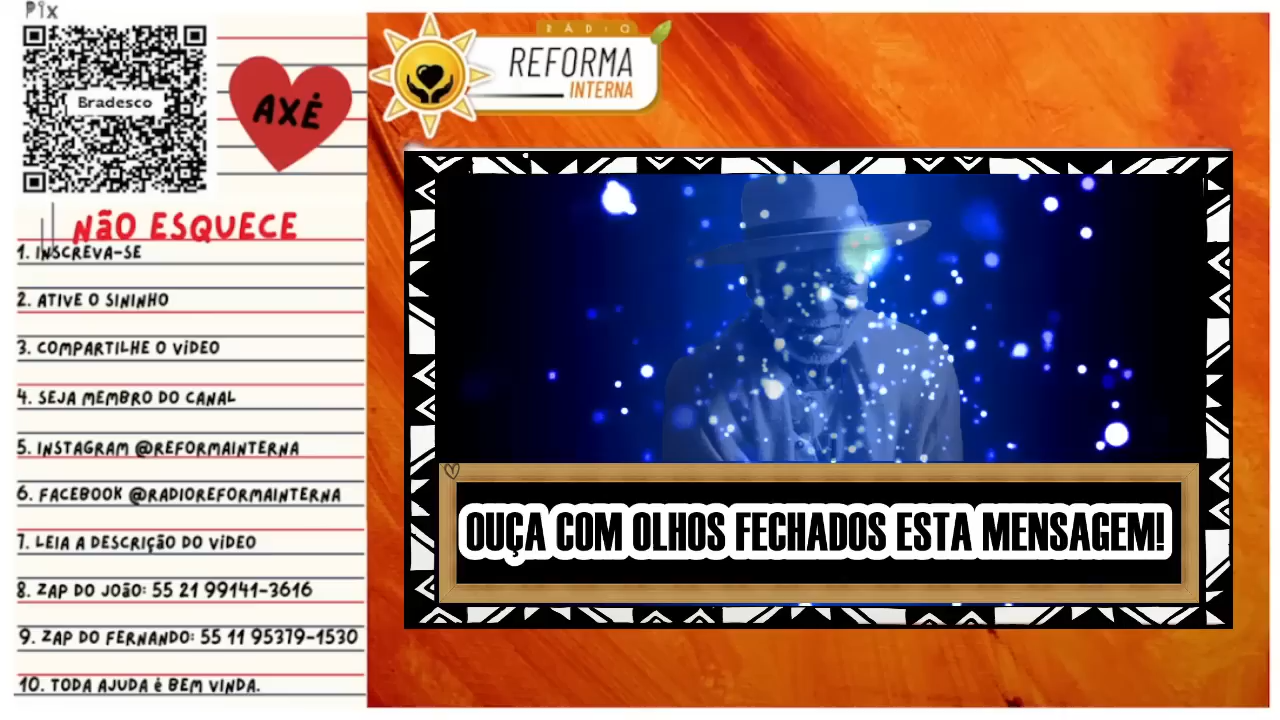 Pix
Bradesco
AXÉ
NÃO ESQUECE
1. INSCREVA-SE
2. ATIVE O SININHO
3. COMPARTILHE O VÍDEO
4. SEJA MEMBRO DO CANAL
5. INSTAGRAM @REFORMAINTERNA
6. FACEBOOK @RADIOREFORMAINTERNA
7. LEIA A DESCRIÇÃO DO VÍDEO
8. ZAP DO JOÃO: 55 21 99141-3616
9. ZAP DO FERNANDO: 55 11 95379-1530
10. TODA AJUDA É BEM VINDA.
RÁDIO
REFORMA
INTERNA
OUÇA COM OLHOS FECHADOS ESTA MENSAGEM!